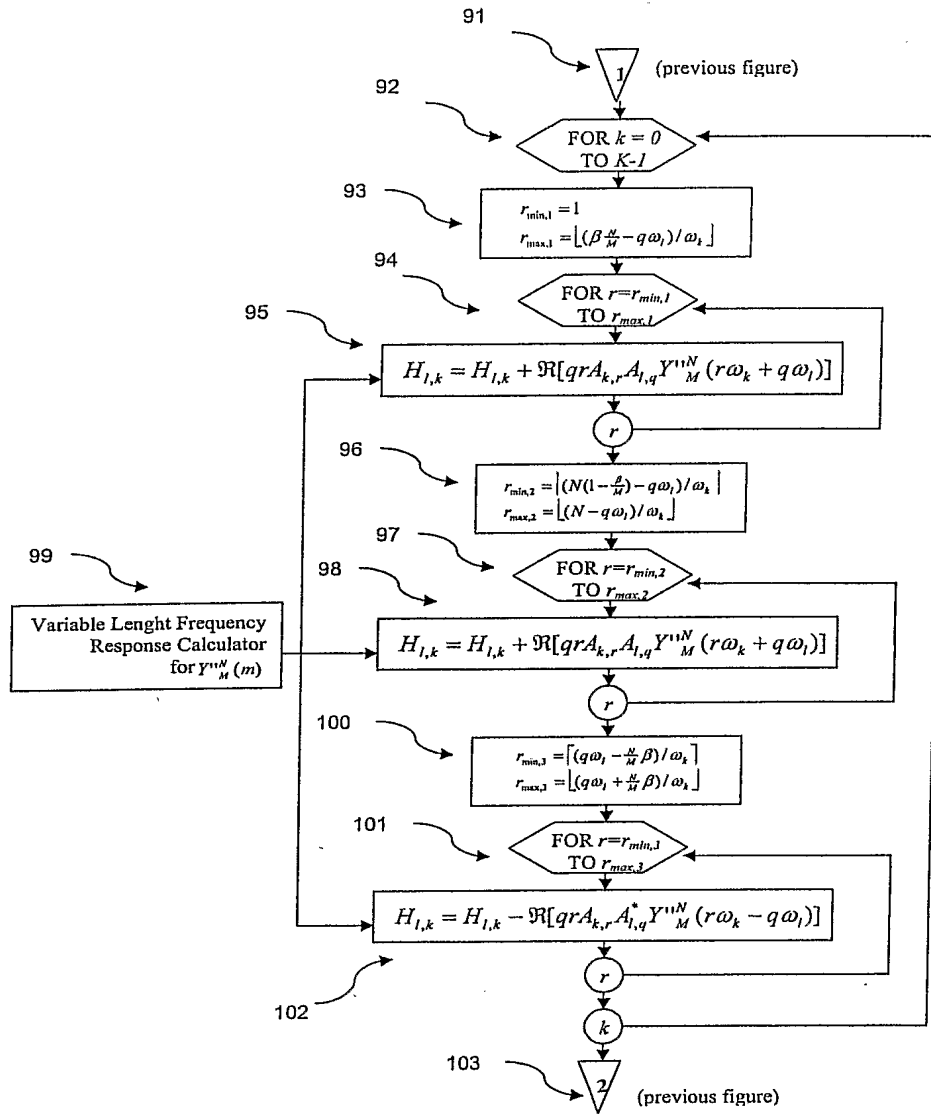 91
1 (previous figure)
92
FOR k = 0
TO K-1
93
r_min,1 = 1
r_max,1 = ⌊(β N/M − qω_l)/ω_k⌋
94
FOR r=r_min,1
TO r_max,1
95
H_l,k = H_l,k + ℜ[qrA_k,r A_l,q Y''^N_M (rω_k + qω_l)]
r
96
r_min,2 = ⌈(N(1−β/M)−qω_l)/ω_k⌉
r_max,2 = ⌊(N−qω_l)/ω_k⌋
97
FOR r=r_min,2
TO r_max,2
98
99
Variable Lenght Frequency
Response Calculator
for Y''^N_M (m)
H_l,k = H_l,k + ℜ[qrA_k,r A_l,q Y''^N_M (rω_k + qω_l)]
r
100
r_min,3 = ⌈(qω_l − N/M β)/ω_k⌉
r_max,3 = ⌊(qω_l + N/M β)/ω_k⌋
101
FOR r=r_min,3
TO r_max,3
H_l,k = H_l,k − ℜ[qrA_k,r A*_l,q Y''^N_M (rω_k − qω_l)]
102
r
k
103
2 (previous figure)